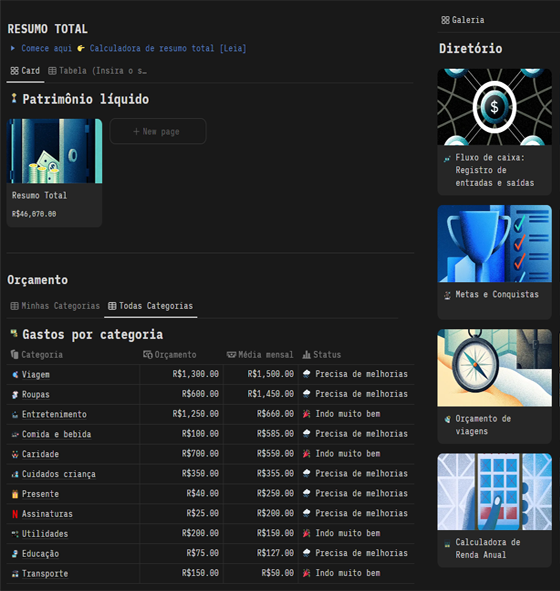 RESUMO TOTAL
Comece aqui 👉 Calculadora de resumo total [Leia]
Card
Tabela (Insira o s…
Patrimônio líquido
+ New page
Resumo Total
R$46,070.00
Orçamento
Minhas Categorias
Todas Categorias
Gastos por categoria
Categoria Orçamento Média mensal Status
Viagem R$1,300.00 R$1,500.00 Precisa de melhorias
Roupas R$600.00 R$1,450.00 Precisa de melhorias
Entretenimento R$1,250.00 R$660.00 Indo muito bem
Comida e bebida R$100.00 R$585.00 Precisa de melhorias
Caridade R$700.00 R$550.00 Indo muito bem
Cuidados criança R$350.00 R$355.00 Precisa de melhorias
Presente R$40.00 R$250.00 Precisa de melhorias
Assinaturas R$25.00 R$200.00 Precisa de melhorias
Utilidades R$200.00 R$150.00 Indo muito bem
Educação R$75.00 R$127.00 Precisa de melhorias
Transporte R$150.00 R$50.00 Indo muito bem
Galeria
Diretório
$
Fluxo de caixa:
Registro de
entradas e saídas
Metas e Conquistas
Orçamento de
viagens
Calculadora de
Renda Anual